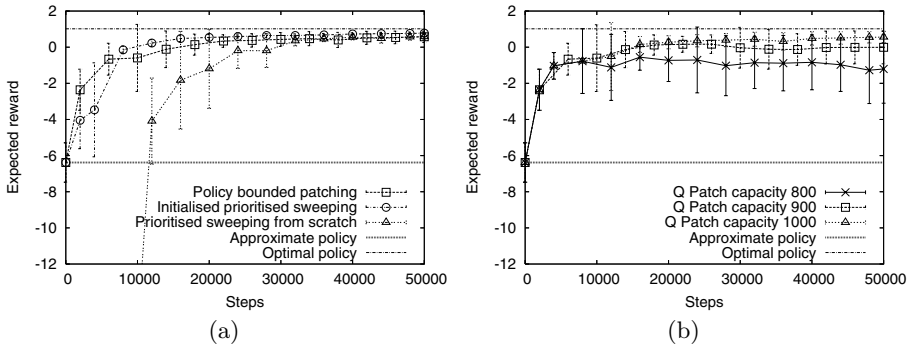 2
0
-2
-4
-6
-8
-10
-12
Expected reward
0
10000
20000
30000
40000
50000
Steps
Policy bounded patching
Initialised prioritised sweeping
Prioritised sweeping from scratch
Approximate policy
Optimal policy
(a)
2
0
-2
-4
-6
-8
-10
-12
Expected reward
0
10000
20000
30000
40000
50000
Steps
Q Patch capacity 800
Q Patch capacity 900
Q Patch capacity 1000
Approximate policy
Optimal policy
(b)